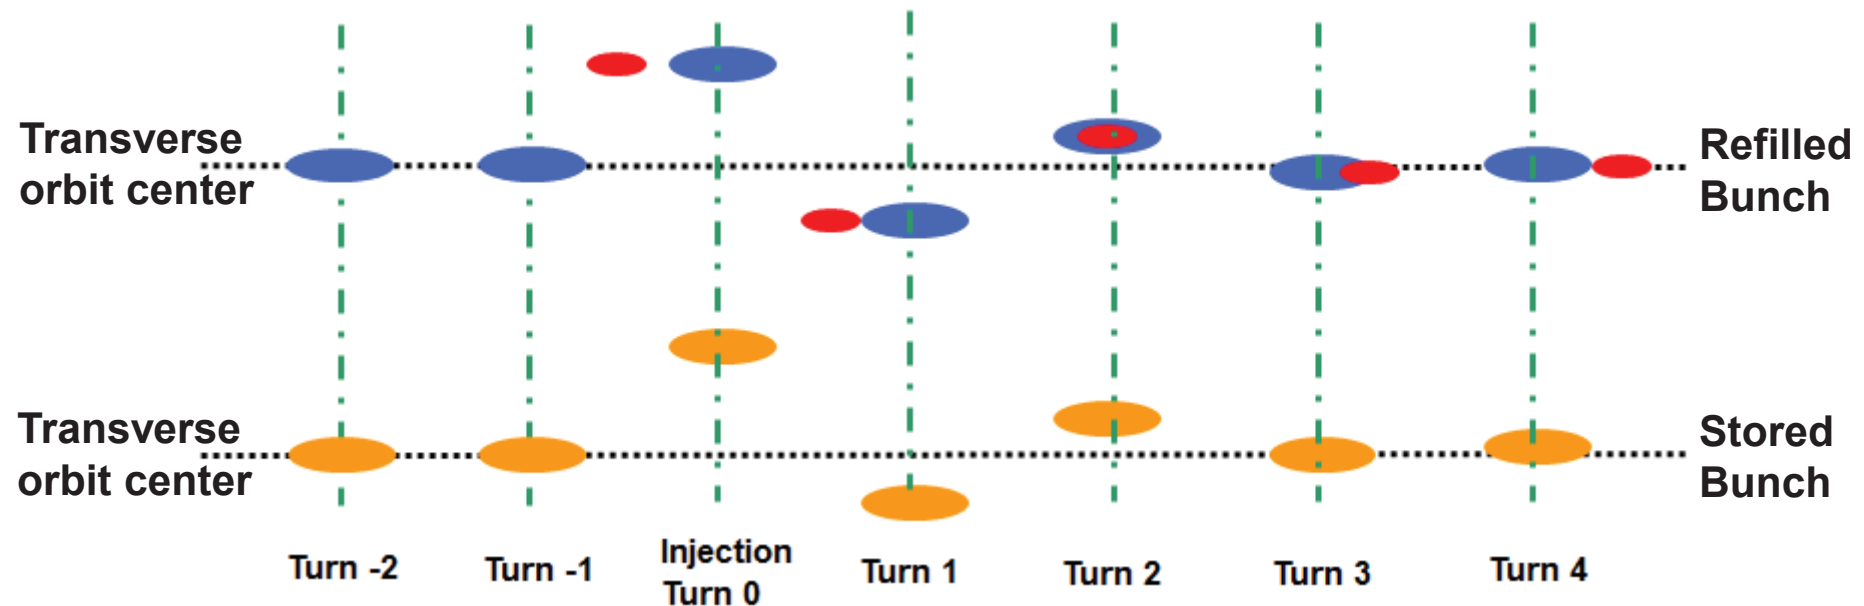 Transverse
orbit center
Refilled
Bunch
Transverse
orbit center
Stored
Bunch
Turn -2
Turn -1
Injection
Turn 0
Turn 1
Turn 2
Turn 3
Turn 4